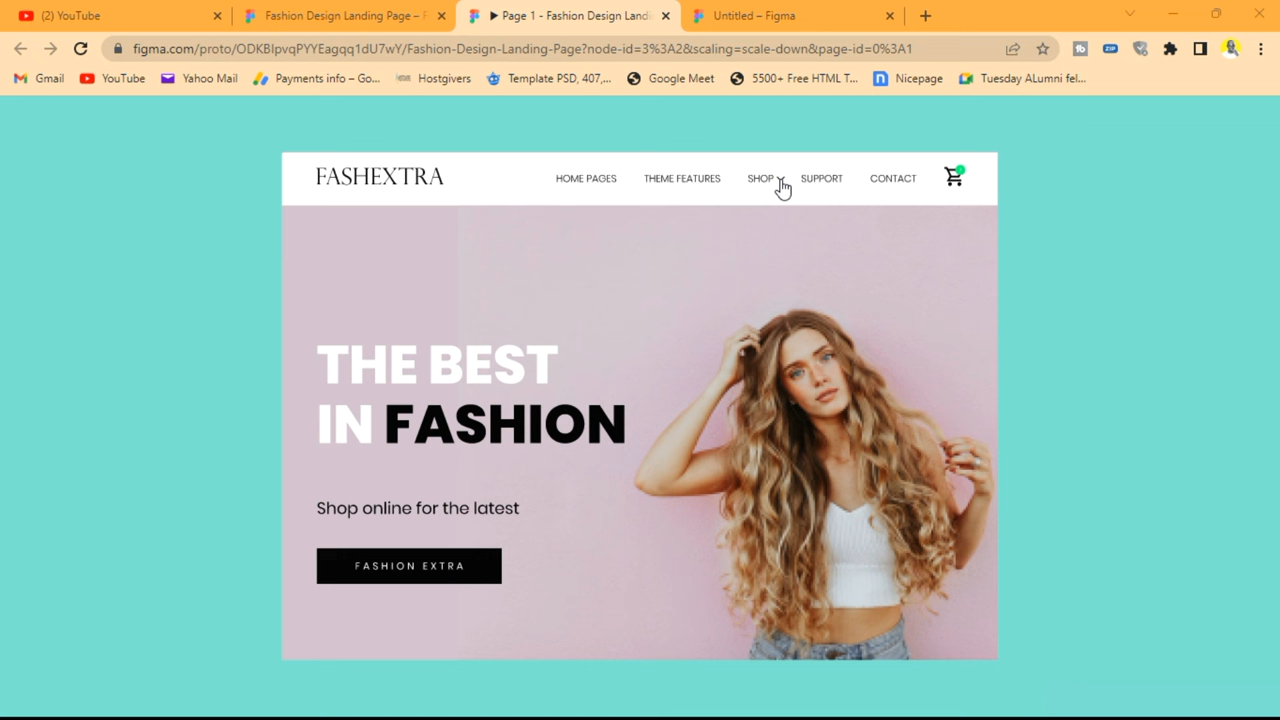 (2) YouTube
Fashion Design Landing Page – F
Page 1 - Fashion Design Landi
Untitled – Figma
figma.com/proto/ODKBIpvqPYYEagqq1dU7wY/Fashion-Design-Landing-Page?node-id=3%3A2&scaling=scale-down&page-id=0%3A1
ZIP
Gmail
YouTube
Yahoo Mail
Payments info – Go...
Hostgivers
Template PSD, 407,...
Google Meet
5000+ Free HTML T...
Nicepage
Tuesday ALumni fel...
FASHEXTRA
HOME PAGES
THEME FEATURES
SHOP
SUPPORT
CONTACT
THE BEST
IN FASHION
Shop online for the latest
FASHION EXTRA